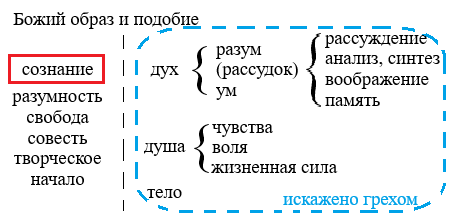 Божий образ и подобие
сознание
разумность
свобода
совесть
творческое
начало
дух
разум
(рассудок)
ум
рассуждение
анализ, синтез
воображение
память
душа
чувства
воля
жизненная сила
тело
искажено грехом